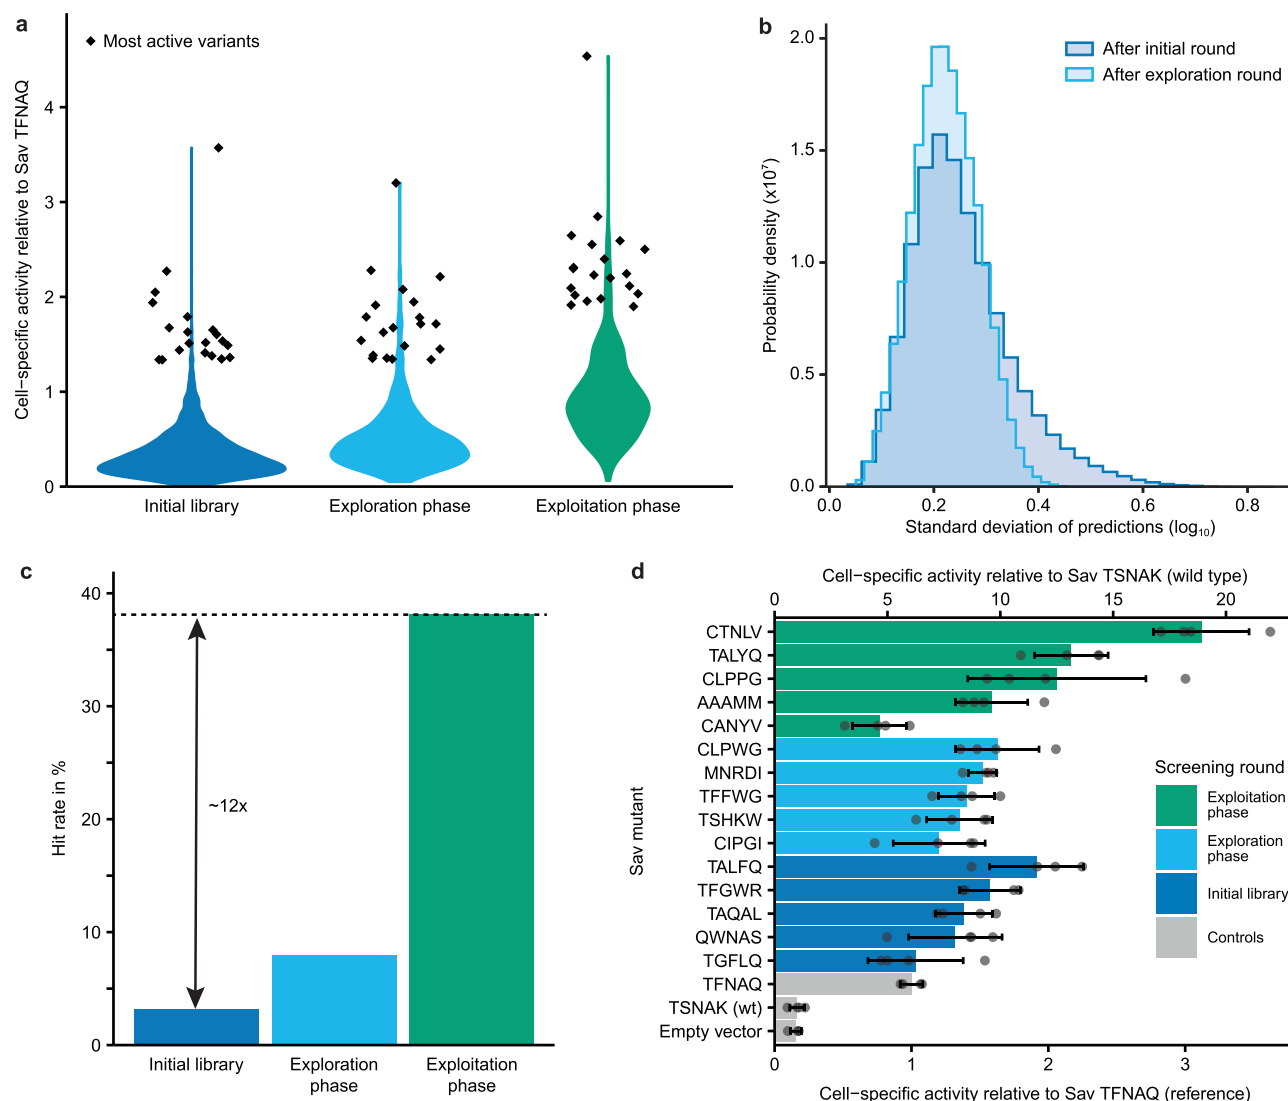 a
Most active variants
Cell−specific activity relative to Sav TFNAQ
4
3
2
1
0
Initial library
Exploration phase
Exploitation phase
b
After initial round
After exploration round
Probability density (x10⁷)
2.0
1.5
1.0
0.5
0.0
0.0
0.2
0.4
0.6
0.8
Standard deviation of predictions (log₁₀)
c
Hit rate in %
40
30
20
10
0
~12x
Initial library
Exploration
phase
Exploitation
phase
d
Cell−specific activity relative to Sav TSNAK (wild type)
0
5
10
15
20
Sav mutant
CTNLV
TALYQ
CLPPG
AAAMM
CANYV
CLPWG
MNRDI
TFFWG
TSHKW
CIPGI
TALFQ
TFGWR
TAQAL
QWNAS
TGFLQ
TFNAQ
TSNAK (wt)
Empty vector
Screening round
Exploitation
phase
Exploration
phase
Initial library
Controls
0
1
2
3
Cell−specific activity relative to Sav TFNAQ (reference)